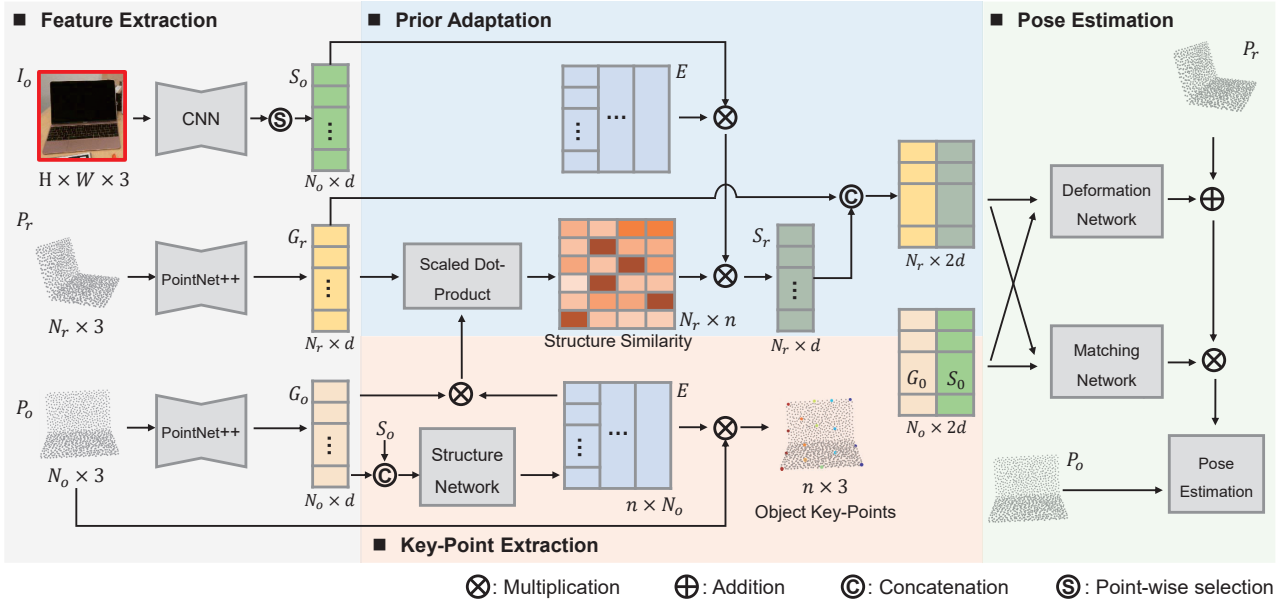 ■ Feature Extraction
■ Prior Adaptation
■ Pose Estimation
I_o
H × W × 3
CNN
S
S_o
⋮
N_o × d
E
⋮
...
P_r
N_r × 3
PointNet++
G_r
⋮
N_r × d
Scaled Dot-
Product
Structure Similarity
N_r × n
S_r
⋮
N_r × d
C
N_r × 2d
G_0
S_0
N_o × 2d
P_r
Deformation
Network
Matching
Network
P_o
Pose
Estimation
P_o
N_o × 3
PointNet++
G_o
⋮
N_o × d
S_o
C
Structure
Network
E
⋮
...
n × N_o
n × 3
Object Key-Points
■ Key-Point Extraction
⊗: Multiplication
⊕: Addition
©: Concatenation
Ⓢ: Point-wise selection